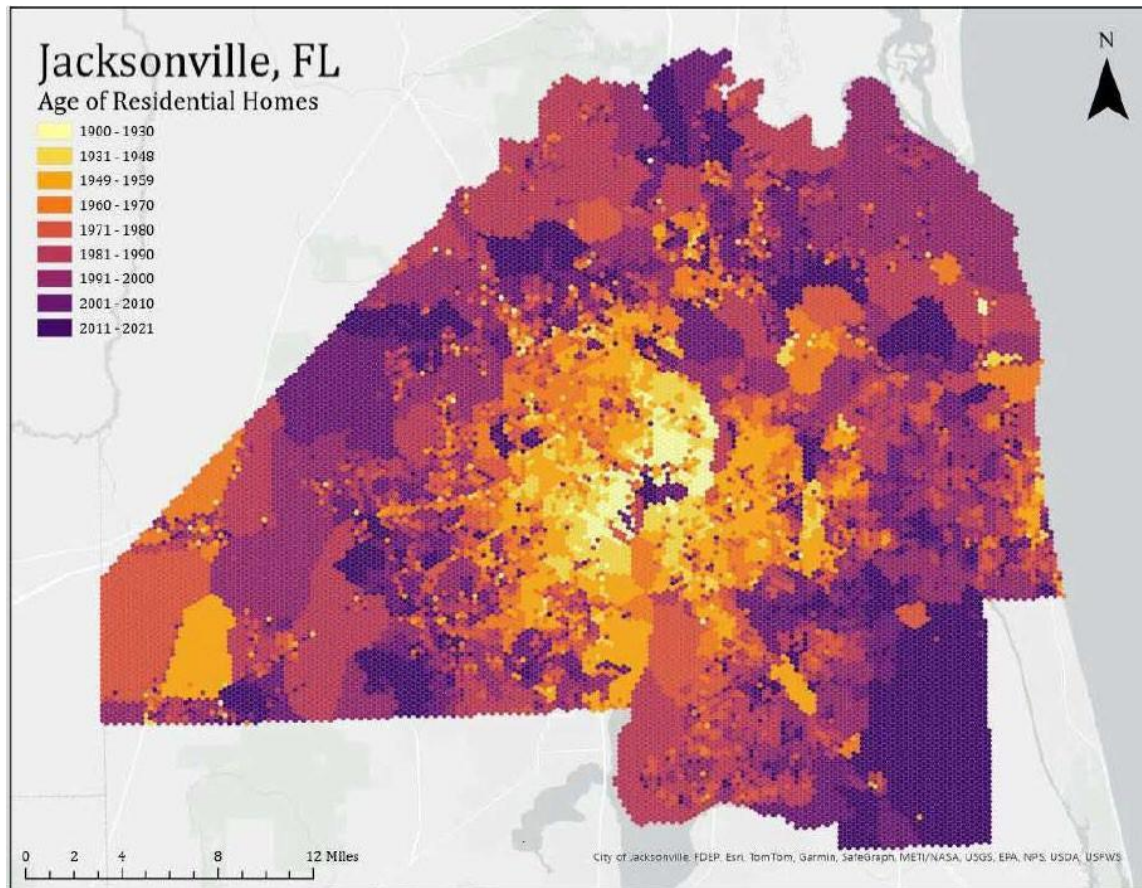 Jacksonville, FL
Age of Residential Homes
1900 - 1930
1931 - 1948
1949 - 1959
1960 - 1970
1971 - 1980
1981 - 1990
1991 - 2000
2001 - 2010
2011 - 2021
N
0 2 4 8 12 Miles
City of Jacksonville, FDEP, Esri, TomTom, Garmin, SafeGraph, METI/NASA, USGS, EPA, NPS, USDA, USFWS